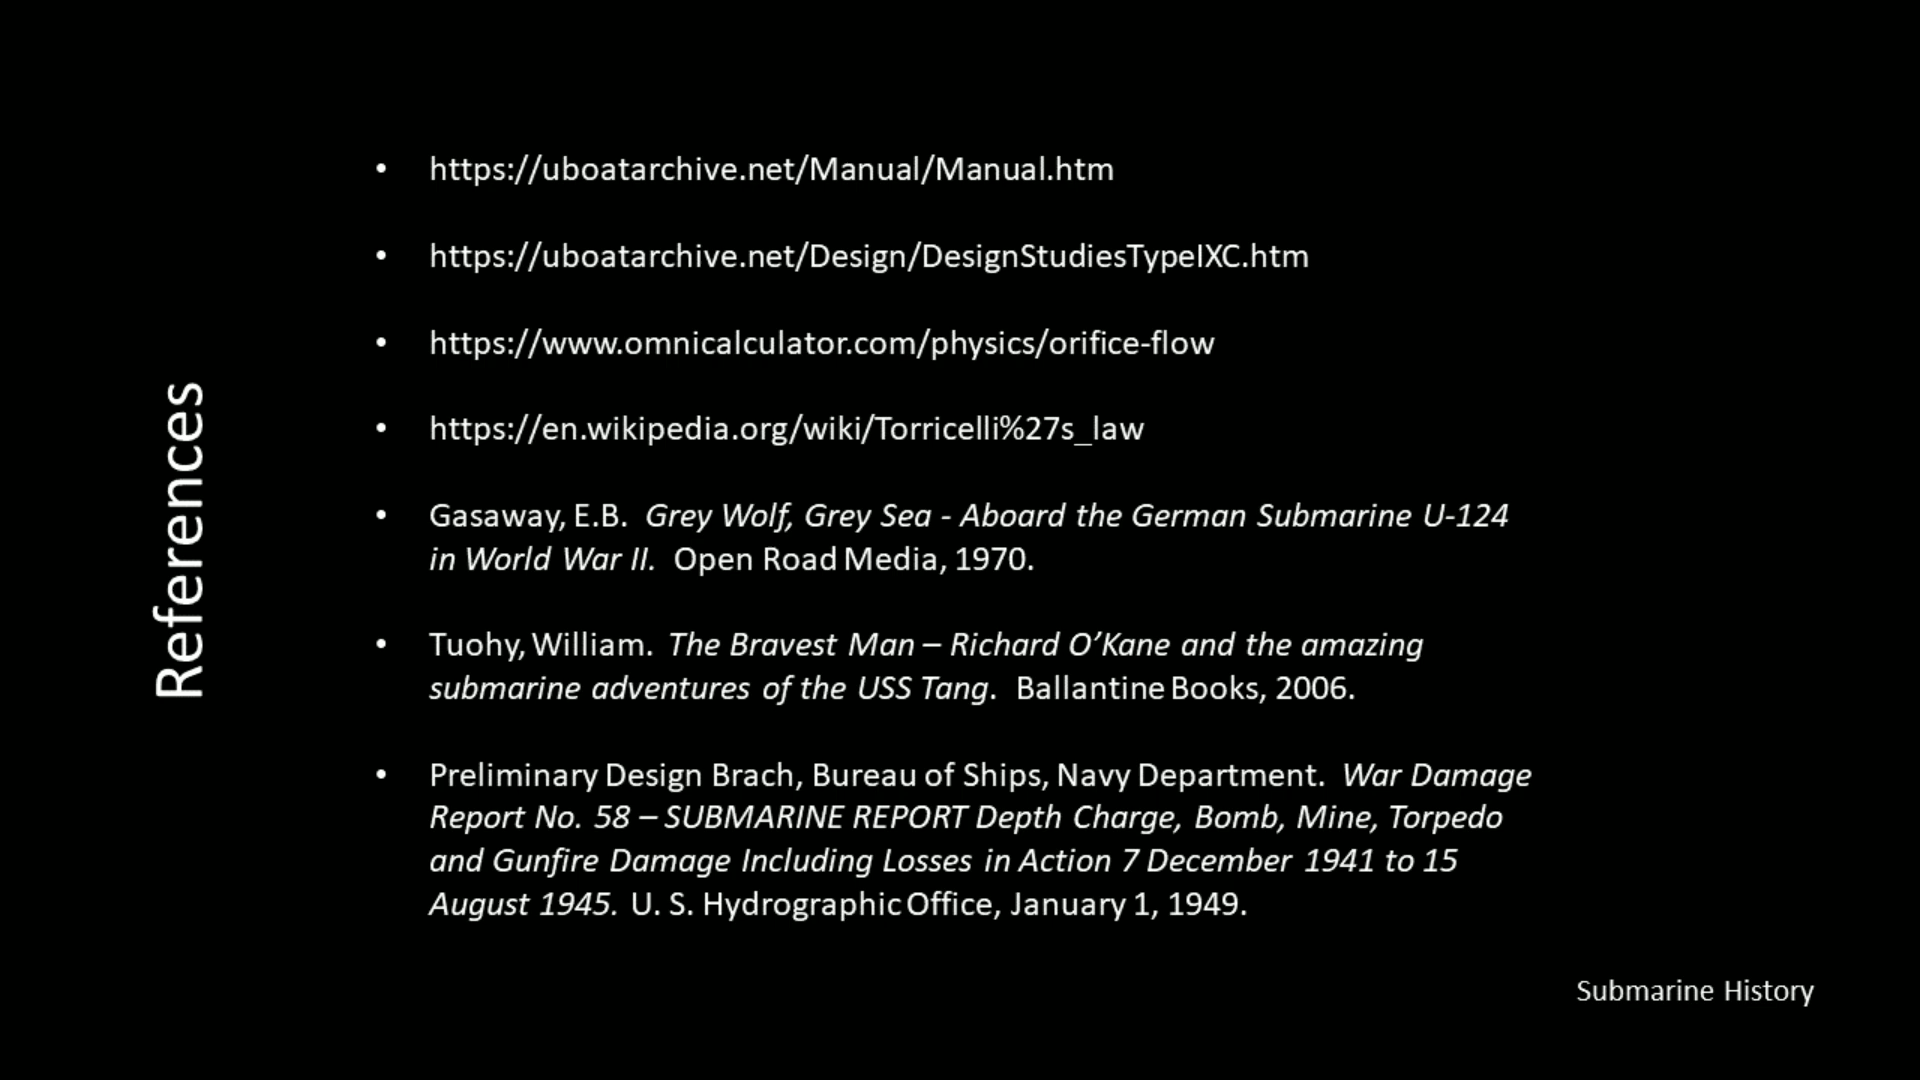 References
• https://uboatarchive.net/Manual/Manual.htm
• https://uboatarchive.net/Design/DesignStudiesTypeIXC.htm
• https://www.omnicalculator.com/physics/orifice-flow
• https://en.wikipedia.org/wiki/Torricelli%27s_law
• Gasaway, E.B. Grey Wolf, Grey Sea - Aboard the German Submarine U-124
in World War II. Open Road Media, 1970.
• Tuohy, William. The Bravest Man – Richard O’Kane and the amazing
submarine adventures of the USS Tang. Ballantine Books, 2006.
• Preliminary Design Brach, Bureau of Ships, Navy Department. War Damage
Report No. 58 – SUBMARINE REPORT Depth Charge, Bomb, Mine, Torpedo
and Gunfire Damage Including Losses in Action 7 December 1941 to 15
August 1945. U. S. Hydrographic Office, January 1, 1949.
Submarine History